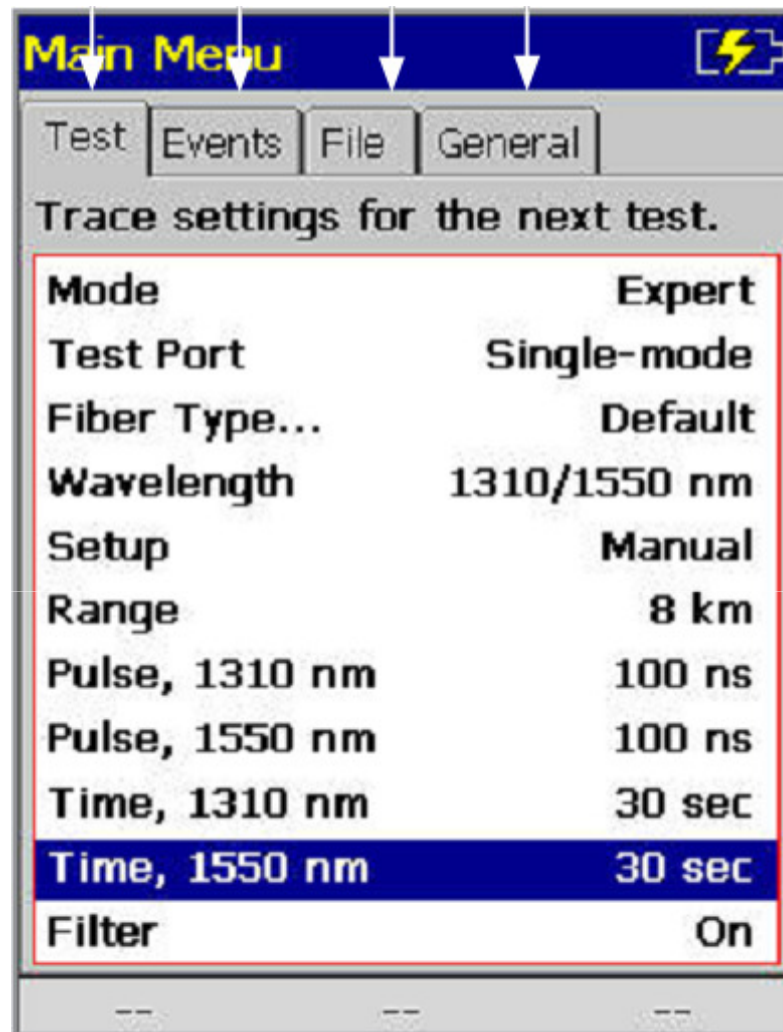 Main Menu
Test Events File General
Trace settings for the next test.
Mode Expert
Test Port Single-mode
Fiber Type... Default
Wavelength 1310/1550 nm
Setup Manual
Range 8 km
Pulse, 1310 nm 100 ns
Pulse, 1550 nm 100 ns
Time, 1310 nm 30 sec
Time, 1550 nm 30 sec
Filter On
-- -- --